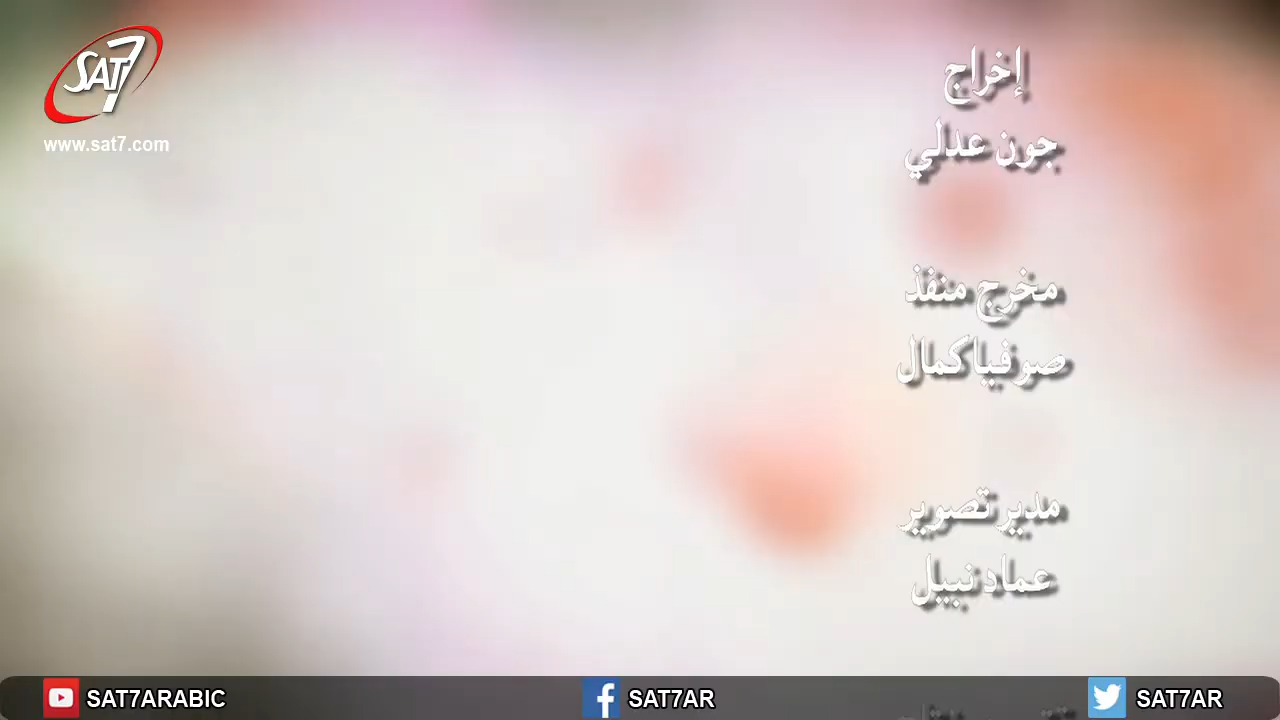 SAT7
www.sat7.com
إخراج
جون عدلي
مخرج منفذ
صوفيا كمال
مدير تصوير
عماد نبيل
SAT7ARABIC
SAT7AR
SAT7AR